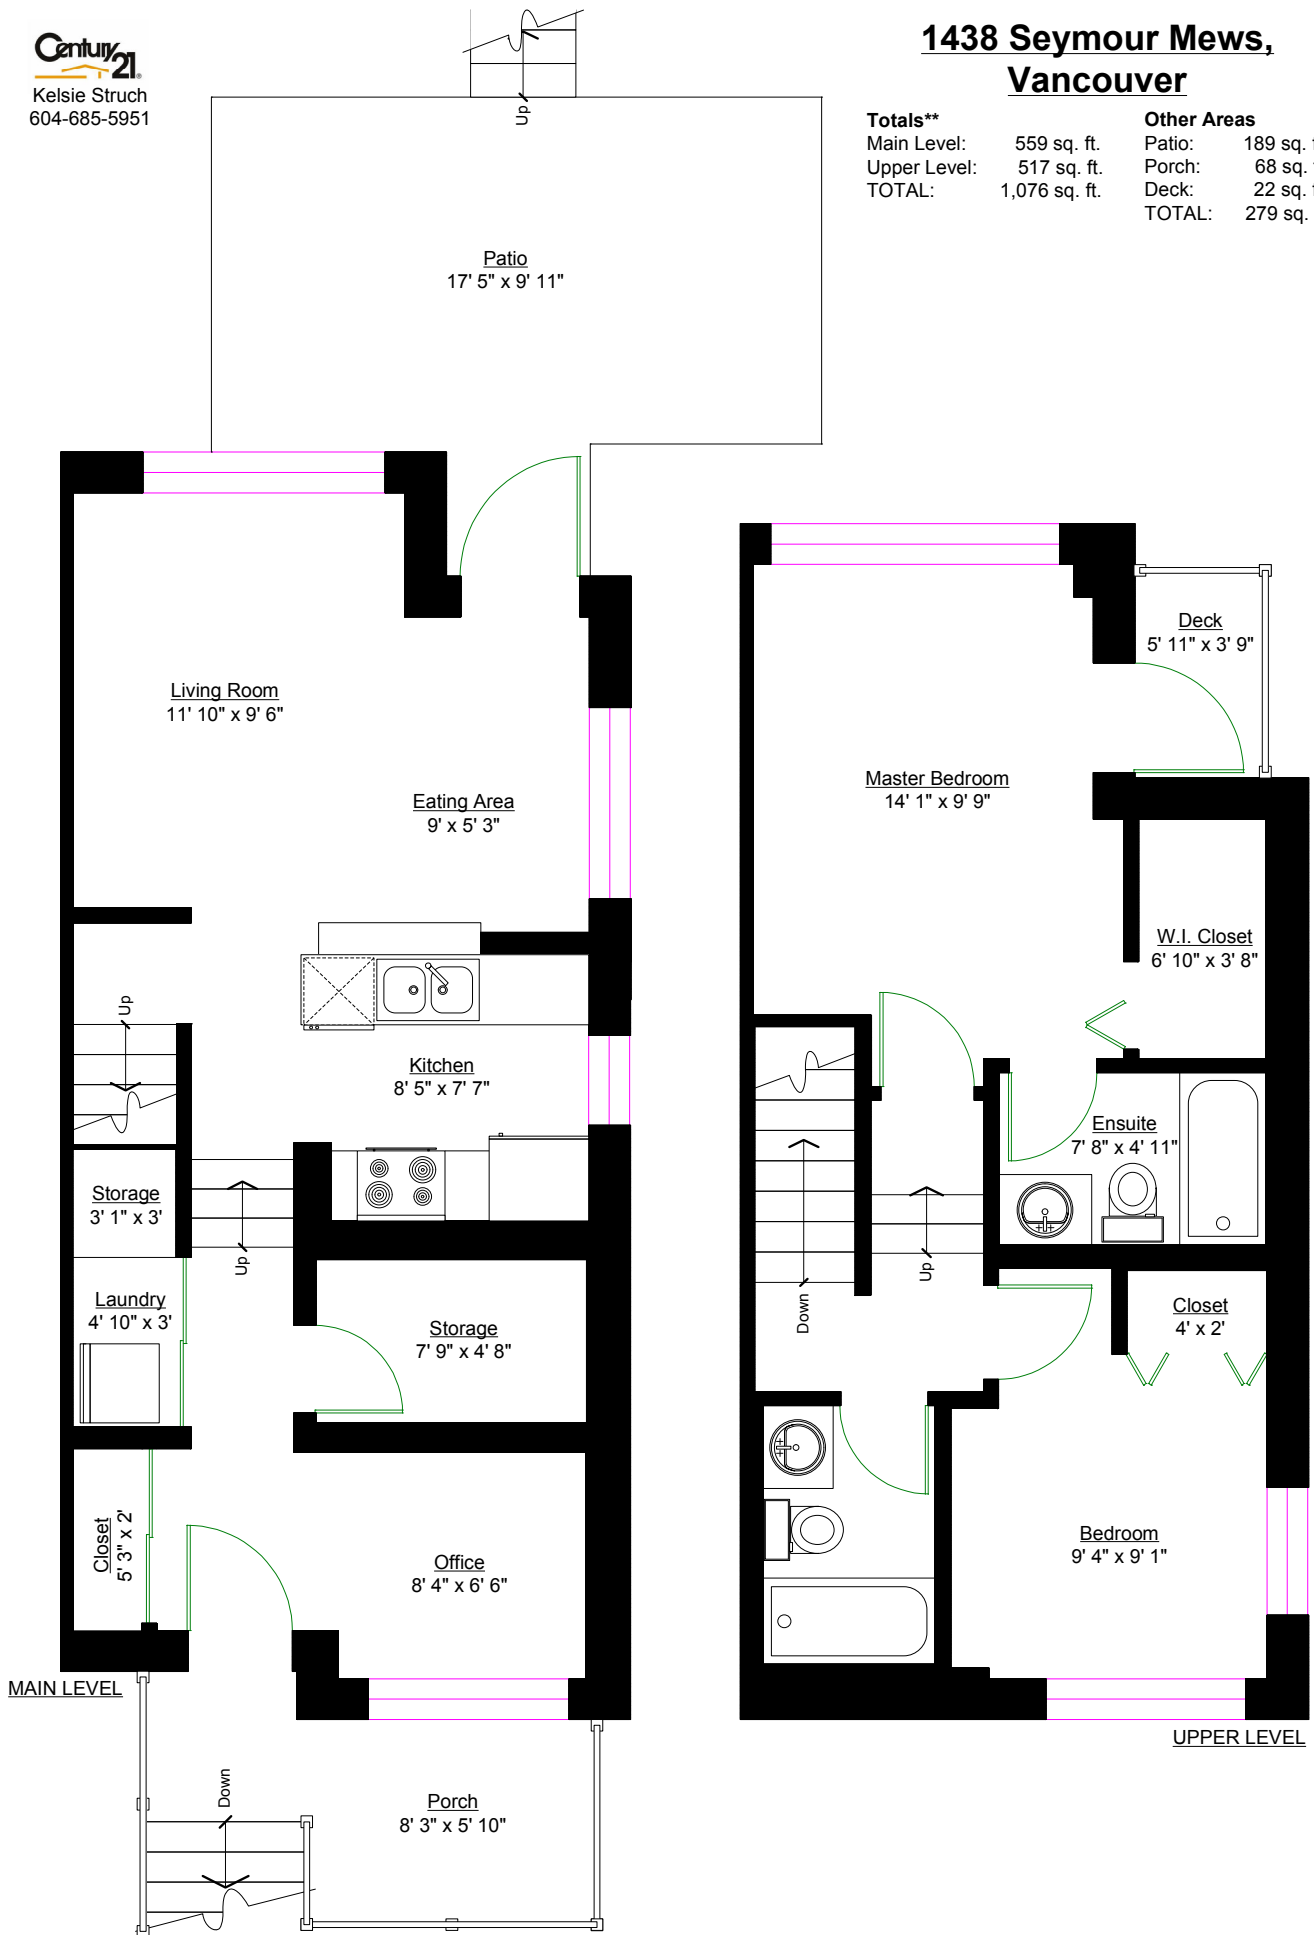 Century 21®
Kelsie Struch
604-685-5951
1438 Seymour Mews,
Vancouver
Totals**
Main Level: 559 sq. ft.
Upper Level: 517 sq. ft.
TOTAL: 1,076 sq. ft.
Other Areas
Patio: 189 sq. f
Porch: 68 sq.
Deck: 22 sq. f
TOTAL: 279 sq.
Up
Patio
17' 5" x 9' 11"
Living Room
11' 10" x 9' 6"
Eating Area
9' x 5' 3"
Up
Kitchen
8' 5" x 7' 7"
Storage
3' 1" x 3'
Up
Laundry
4' 10" x 3'
Storage
7' 9" x 4' 8"
Closet
5' 3" x 2'
Office
8' 4" x 6' 6"
MAIN LEVEL
Down
Porch
8' 3" x 5' 10"
Deck
5' 11" x 3' 9"
Master Bedroom
14' 1" x 9' 9"
W.I. Closet
6' 10" x 3' 8"
Ensuite
7' 8" x 4' 11"
Up
Down
Closet
4' x 2'
Bedroom
9' 4" x 9' 1"
UPPER LEVEL